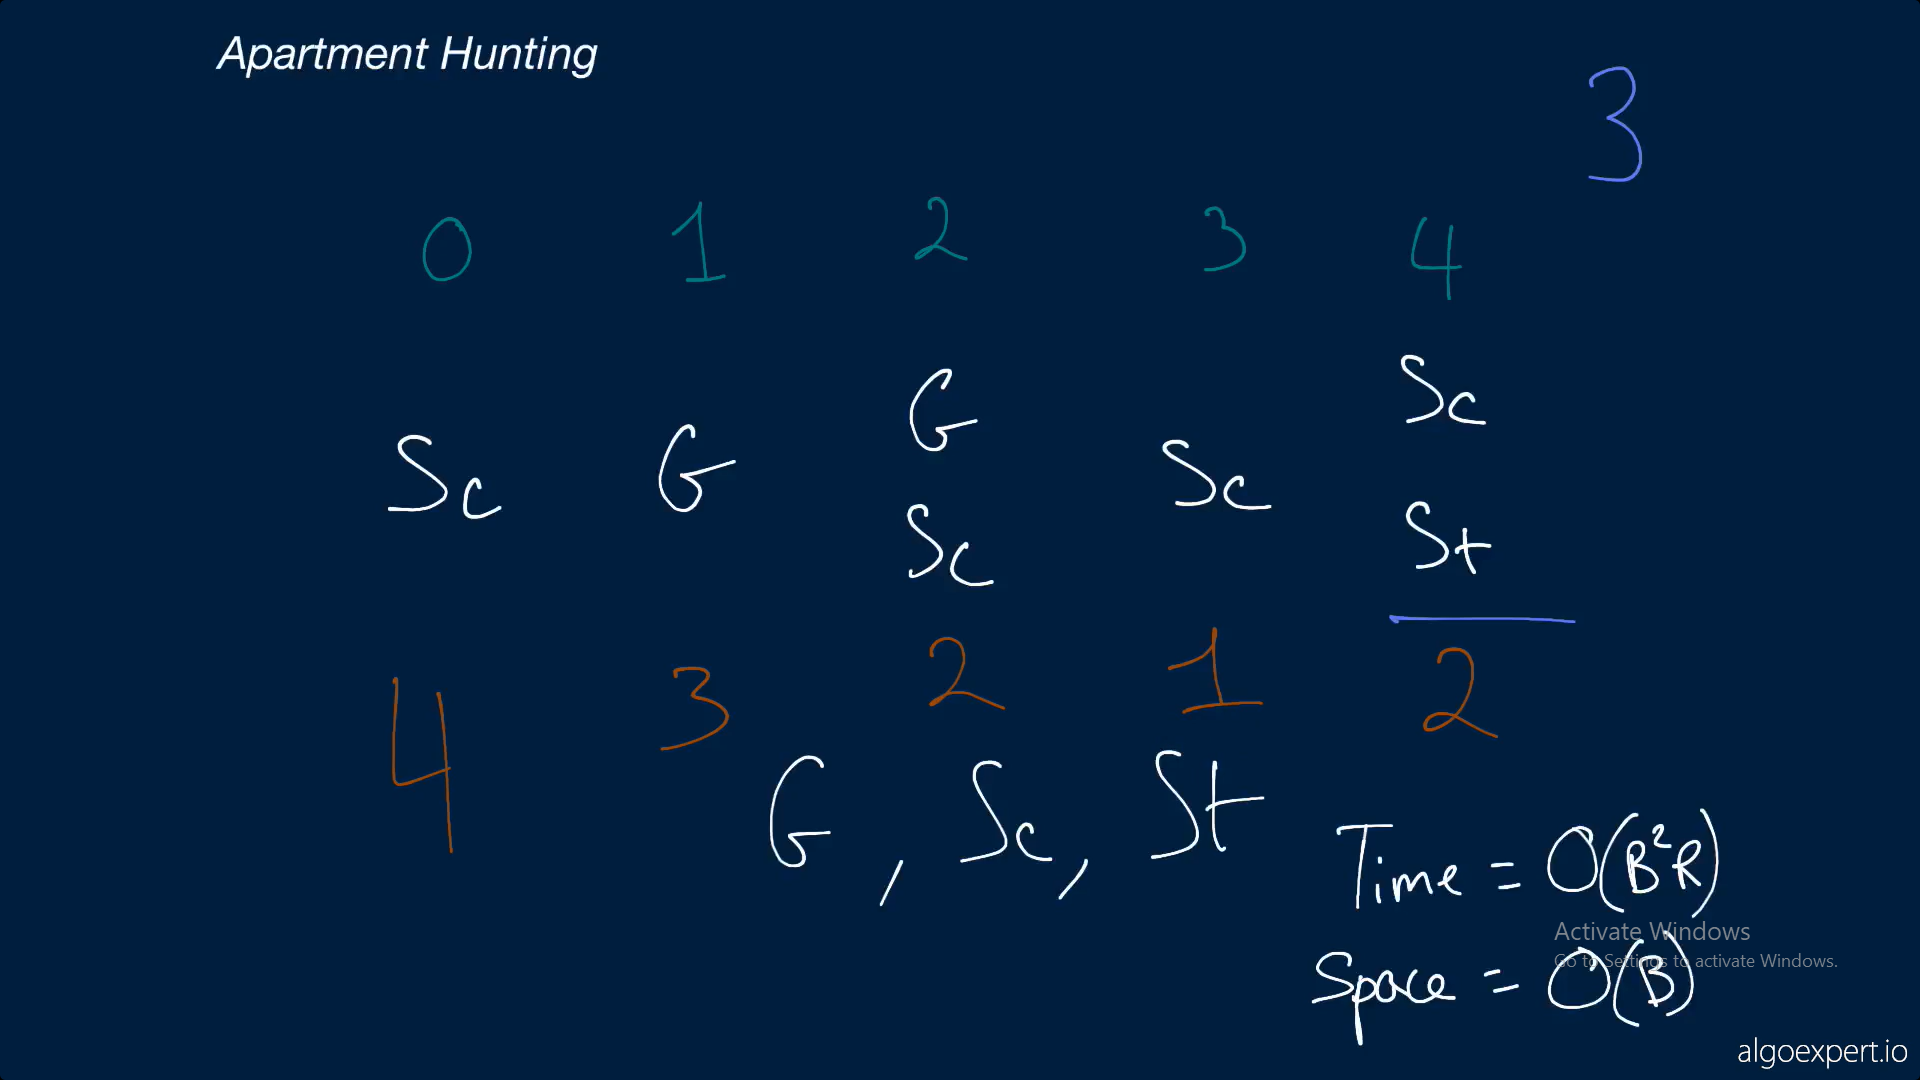 Apartment Hunting
3
0 1 2 3 4
G Sc
Sc G Sc
Sc St
4 3 2 1 2
G, Sc, St
Time = O(B²R)
Activate Windows
Go to Settings to activate Windows.
Space = O(B)
algoexpert.io